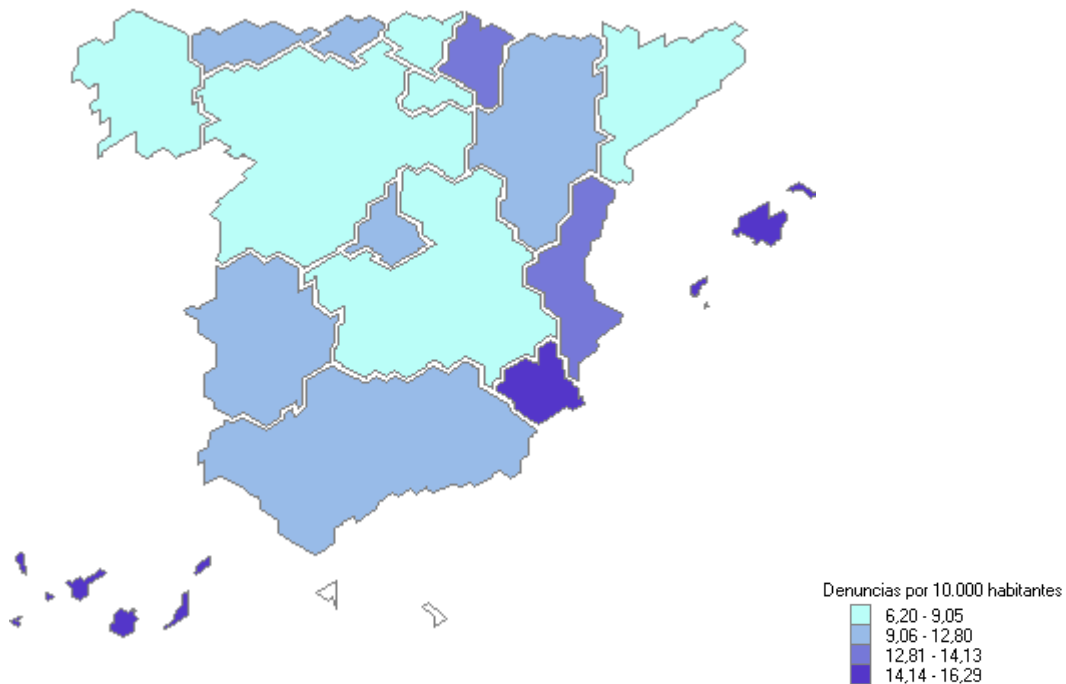 Denuncias por 10.000 habitantes
6,20 - 9,05
9,06 - 12,80
12,81 - 14,13
14,14 - 16,29